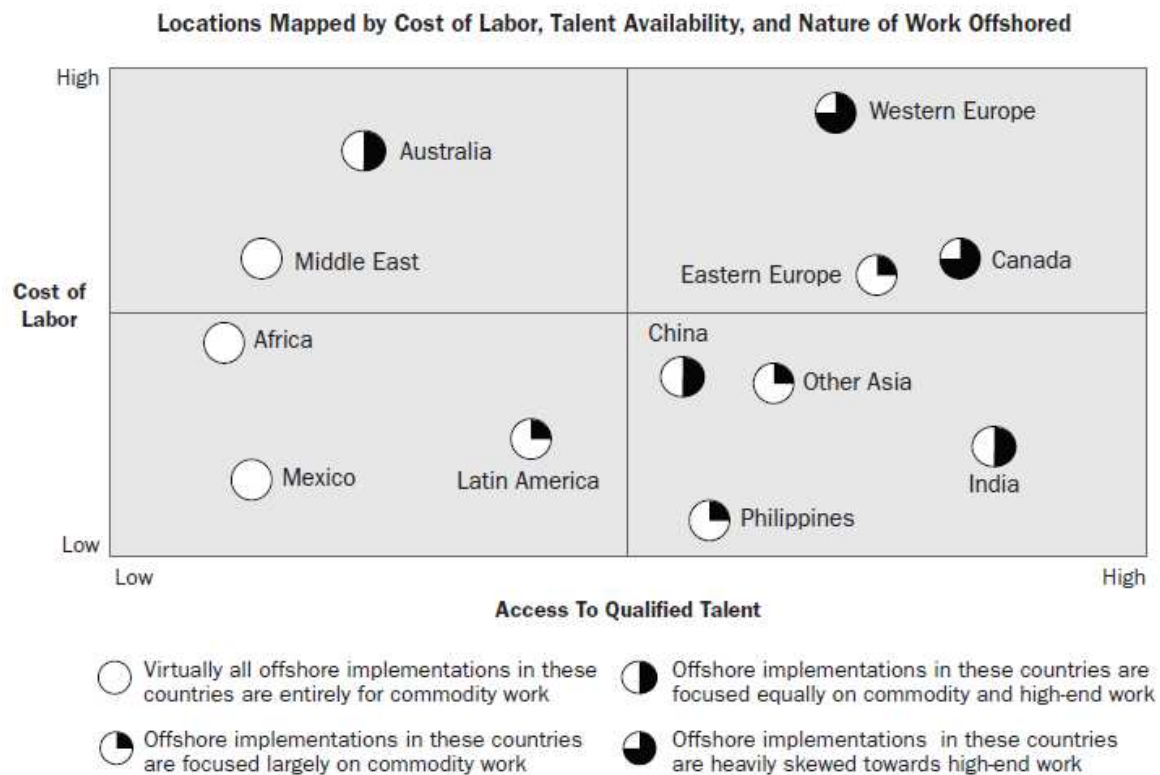 Locations Mapped by Cost of Labor, Talent Availability, and Nature of Work Offshored
High
Western Europe
Australia
Middle East
Eastern Europe
Canada
Cost of
Labor
Africa
China
Other Asia
Mexico
Latin America
India
Philippines
Low
Low
High
Access To Qualified Talent
Virtually all offshore implementations in these
countries are entirely for commodity work
Offshore implementations in these countries are
focused equally on commodity and high-end work
Offshore implementations in these countries
are focused largely on commodity work
Offshore implementations in these countries
are heavily skewed towards high-end work